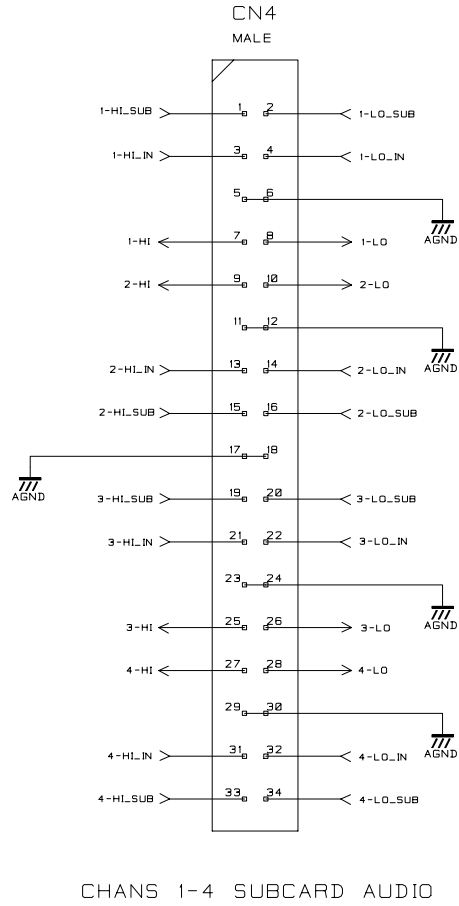 CN4
MALE
1-HI_SUB 1 2 1-LO_SUB
1-HI_IN 3 4 1-LO_IN
5 6
AGND
1-HI 7 8 1-LO
2-HI 9 10 2-LO
11 12
AGND
2-HI_IN 13 14 2-LO_IN
2-HI_SUB 15 16 2-LO_SUB
17 18
AGND
3-HI_SUB 19 20 3-LO_SUB
3-HI_IN 21 22 3-LO_IN
23 24
AGND
3-HI 25 26 3-LO
4-HI 27 28 4-LO
29 30
AGND
4-HI_IN 31 32 4-LO_IN
4-HI_SUB 33 34 4-LO_SUB
CHANS 1-4 SUBCARD AUDIO